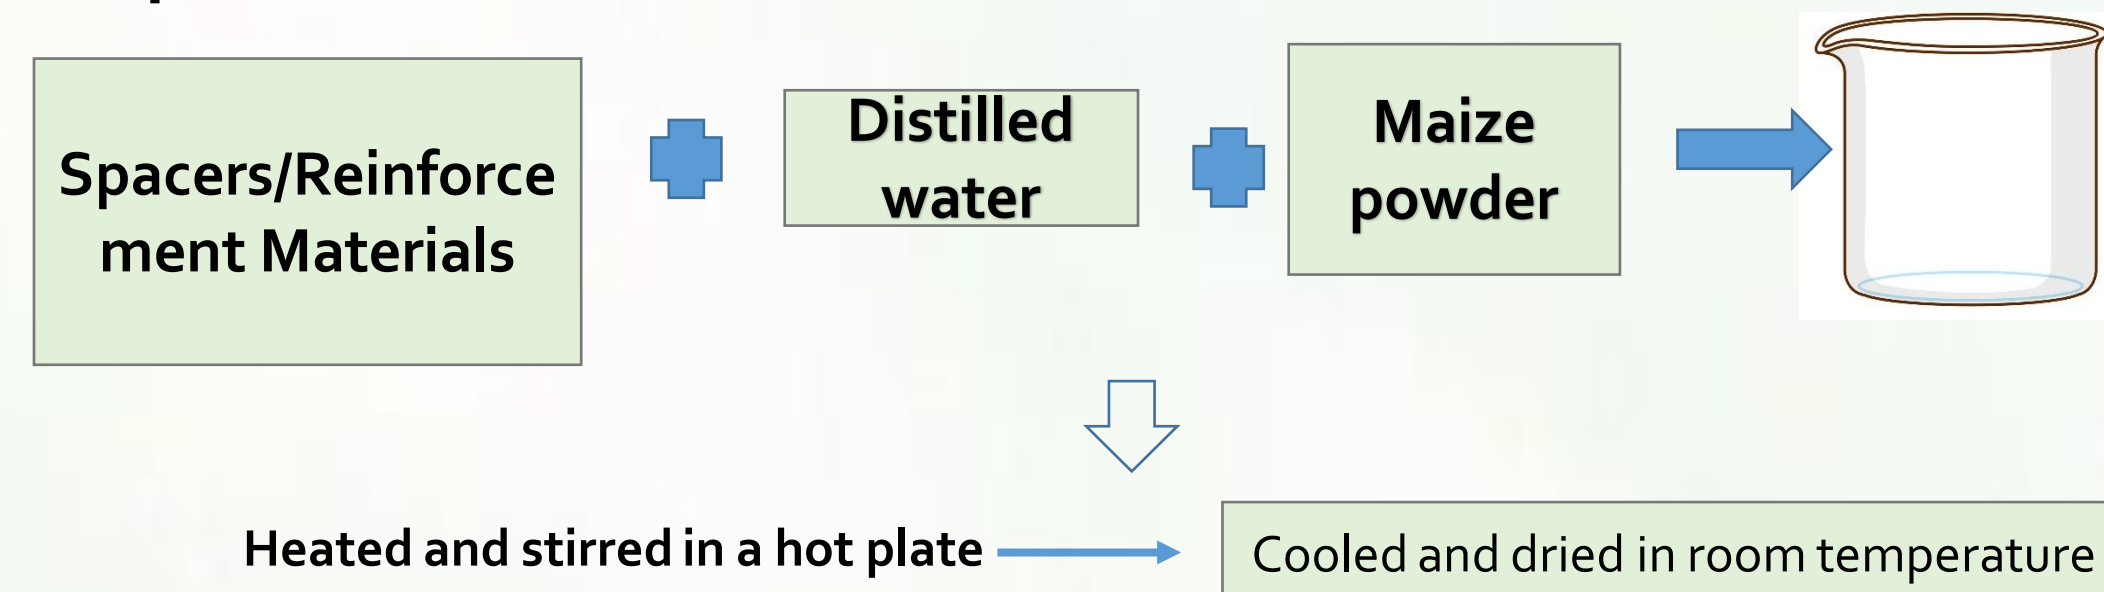 Spacers/Reinforce
ment Materials
Distilled
water
Maize
powder
Heated and stirred in a hot plate
Cooled and dried in room temperature